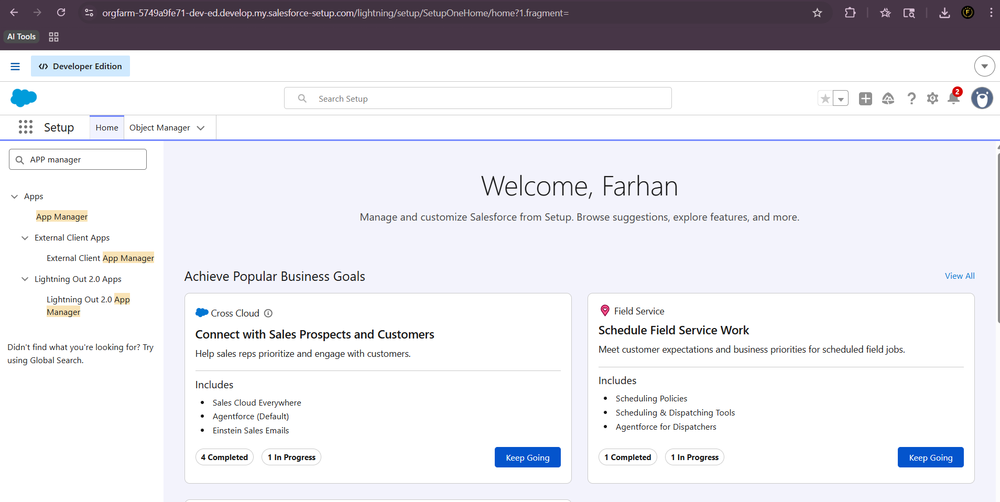 orgfarm-5749a9fe71-dev-ed.develop.my.salesforce-setup.com/lightning/setup/SetupOneHome/home?1.fragment=
AI Tools
Developer Edition
Search Setup
2
Setup
Home
Object Manager
APP manager
Apps
App Manager
External Client Apps
External Client App Manager
Lightning Out 2.0 Apps
Lightning Out 2.0 App
Manager
Didn't find what you're looking for? Try
using Global Search.
Welcome, Farhan
Manage and customize Salesforce from Setup. Browse suggestions, explore features, and more.
Achieve Popular Business Goals
View All
Cross Cloud
Connect with Sales Prospects and Customers
Help sales reps prioritize and engage with customers.
Includes
Sales Cloud Everywhere
Agentforce (Default)
Einstein Sales Emails
4 Completed
1 In Progress
Keep Going
Field Service
Schedule Field Service Work
Meet customer expectations and business priorities for scheduled field jobs.
Includes
Scheduling Policies
Scheduling & Dispatching Tools
Agentforce for Dispatchers
1 Completed
1 In Progress
Keep Going